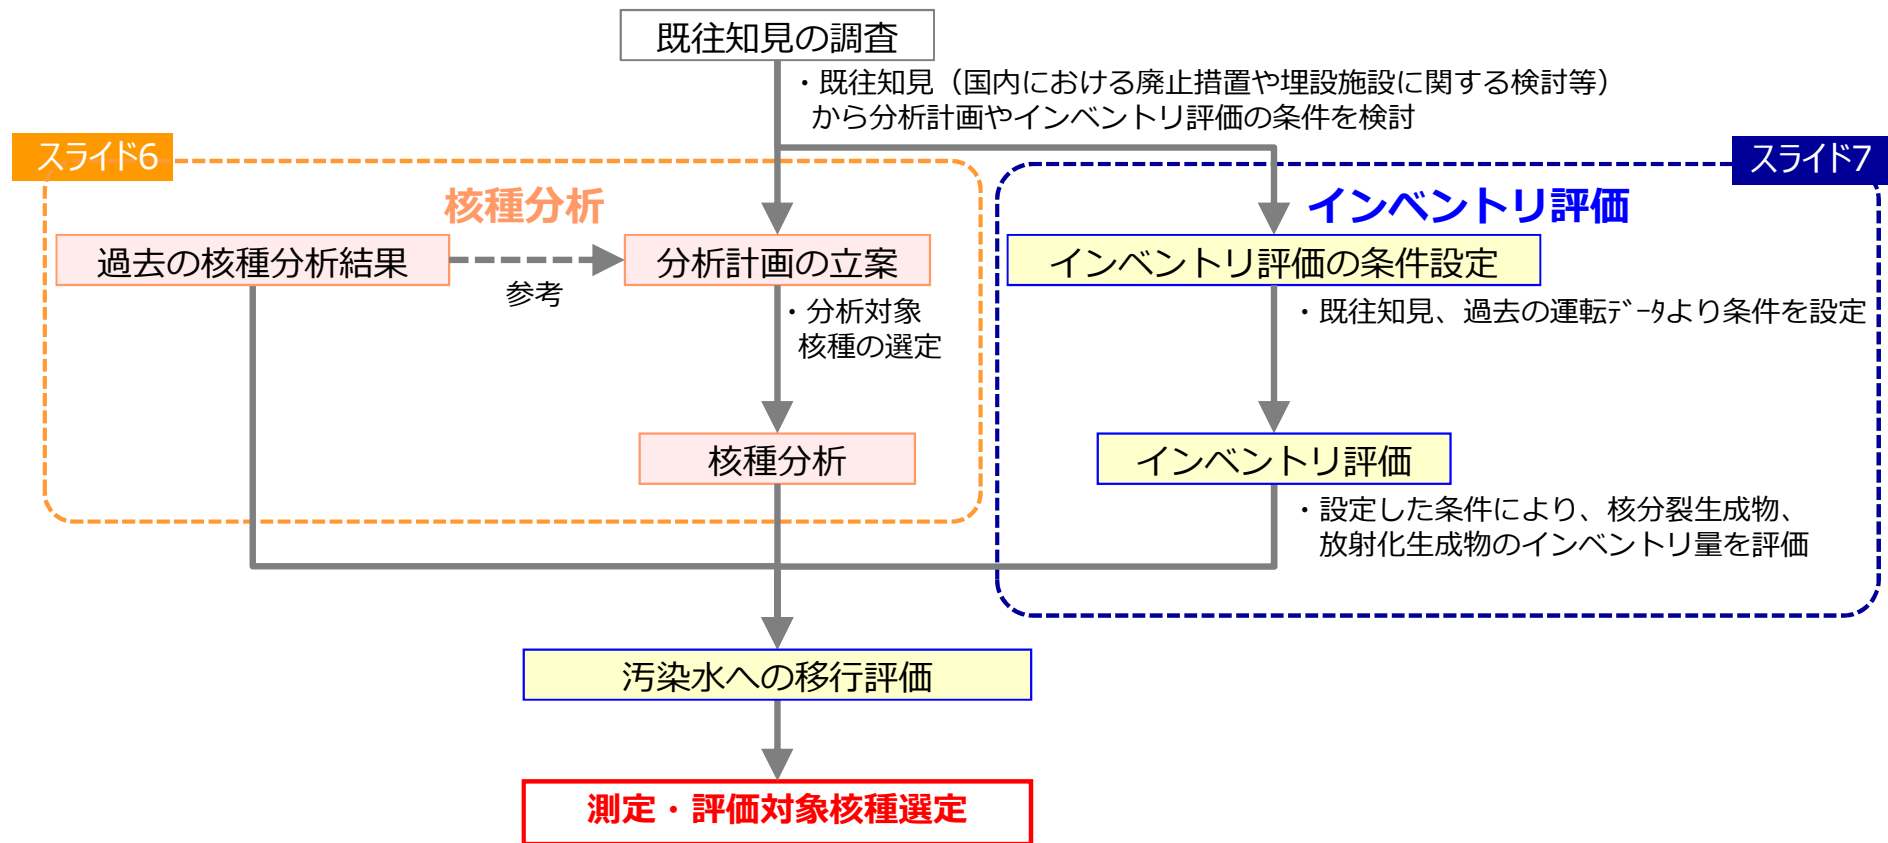 既往知見の調査
・既往知見（国内における廃止措置や埋設施設に関する検討等）
から分析計画やインベントリ評価の条件を検討
スライド6
核種分析
過去の核種分析結果
参考
分析計画の立案
・分析対象
核種の選定
核種分析
スライド7
インベントリ評価
インベントリ評価の条件設定
・既往知見、過去の運転ﾃﾞｰﾀより条件を設定
インベントリ評価
・設定した条件により、核分裂生成物、
放射化生成物のインベントリ量を評価
汚染水への移行評価
測定・評価対象核種選定